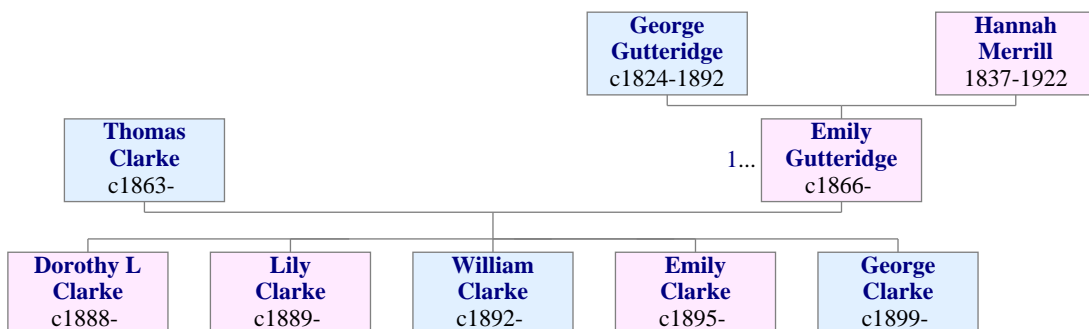 George
Gutteridge
c1824-1892
Hannah
Merrill
1837-1922
Thomas
Clarke
c1863-
1...
Emily
Gutteridge
c1866-
Dorothy L
Clarke
c1888-
Lily
Clarke
c1889-
William
Clarke
c1892-
Emily
Clarke
c1895-
George
Clarke
c1899-